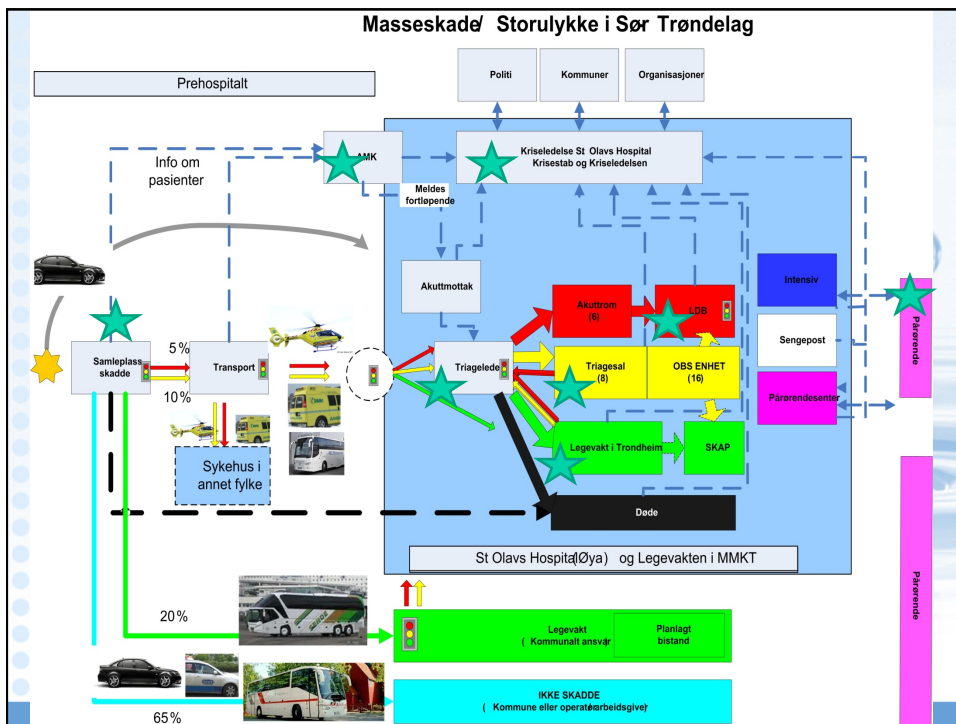 Masseskade/ Storulykke i Sør Trøndelag
Prehospitalt
Politi
Kommuner
Organisasjoner
AMK
Kriseledelse St Olavs Hospital
Krisestab og Kriseledelsen
Info om
pasienter
Meldes
fortløpende
Akuttmottak
Akuttrom
(6)
LDB
Intensiv
Pårørende
Samleplass
skadde
5 %
10%
Transport
Triagelede
Triagesal
(8)
OBS ENHET
(16)
Sengepost
Pårørendesenter
Legevakt i Trondheim
SKAP
Sykehus i
annet fylke
Døde
St Olavs Hospital(Øya) og Legevakten i MMKT
Pårørende
20 %
Legevakt
( Kommunalt ansvar)
Planlagt
bistand
65%
IKKE SKADDE
( Kommune eller operatør/arbeidsgiver)